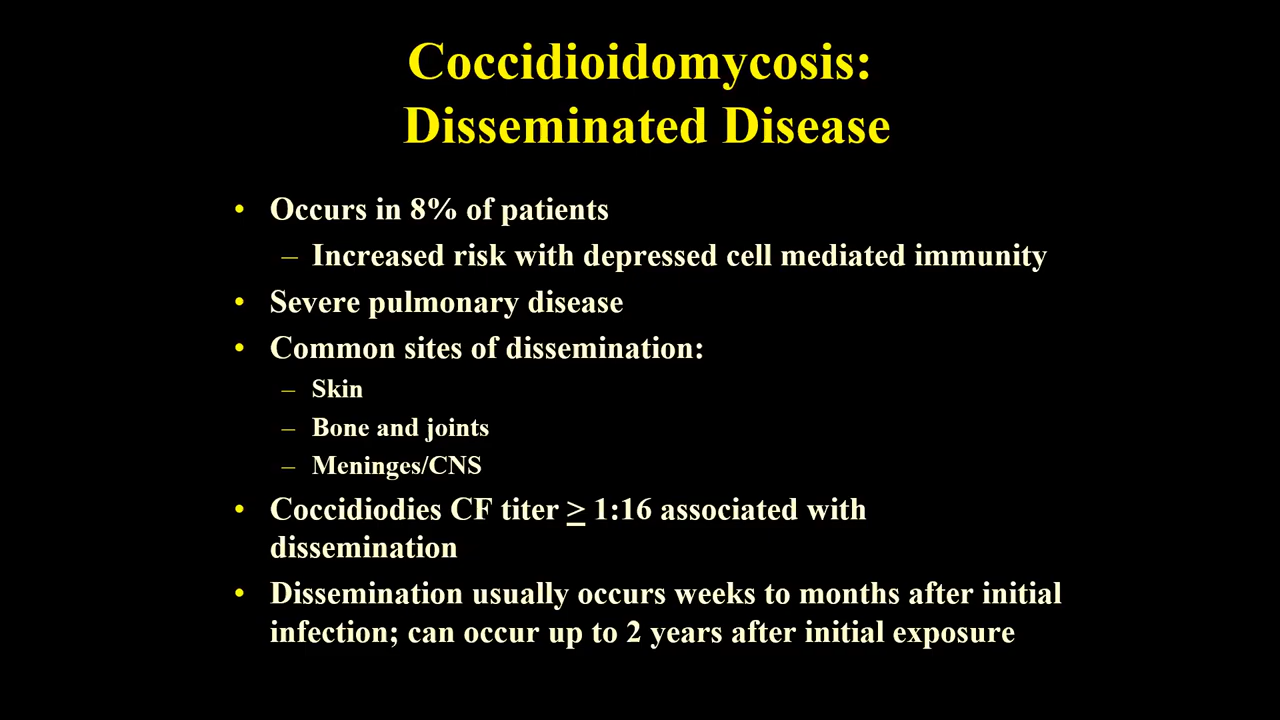 Coccidioidomycosis:
Disseminated Disease
• Occurs in 8% of patients
– Increased risk with depressed cell mediated immunity
• Severe pulmonary disease
• Common sites of dissemination:
– Skin
– Bone and joints
– Meninges/CNS
• Coccidiodies CF titer ≥ 1:16 associated with
dissemination
• Dissemination usually occurs weeks to months after initial
infection; can occur up to 2 years after initial exposure